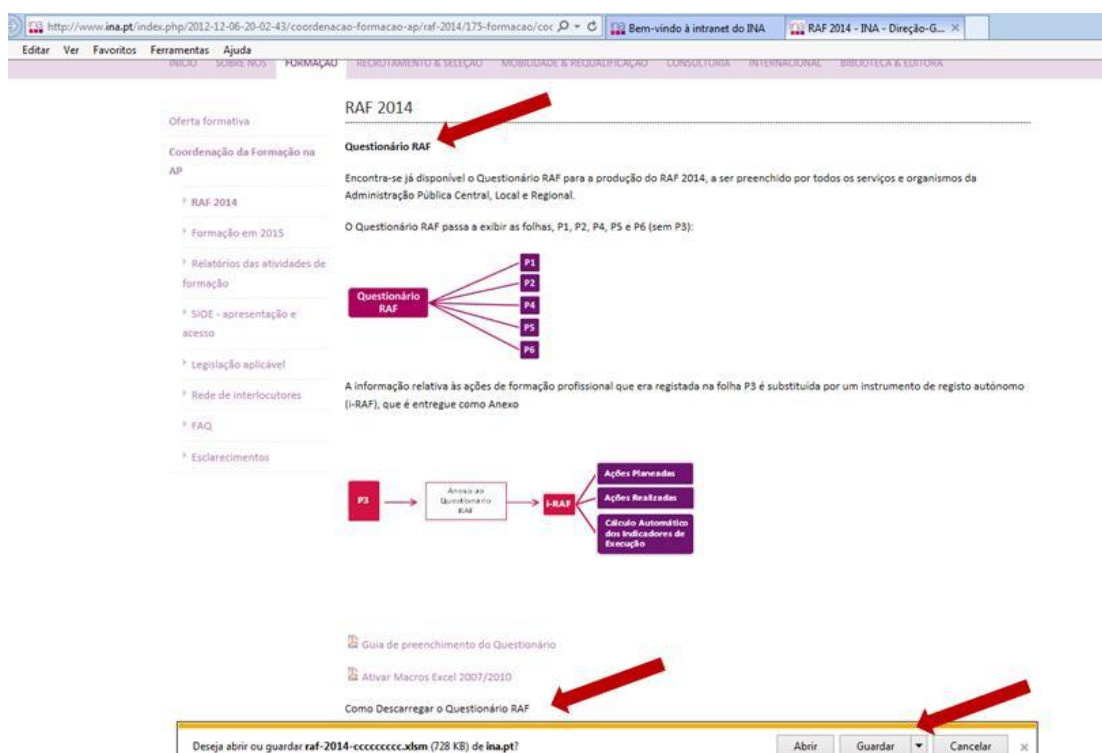 http://www.ina.pt/index.php/2012-12-06-20-02-43/coordenacao-formacao-ap/raf-2014/175-formacao/coc
Bem-vindo à intranet do INA
RAF 2014 - INA - Direção-G...
Editar Ver Favoritos Ferramentas Ajuda
INÍCIO SOBRE NÓS FORMAÇÃO RECRUTAMENTO & SELEÇÃO MOBILIDADE & REQUALIFICAÇÃO CONSULTORIA INTERNACIONAL BIBLIOTECA & EDITORA
Oferta formativa
Coordenação da Formação na
AP
RAF 2014
Formação em 2015
Relatórios das atividades de
formação
SIDE - apresentação e
acesso
Legislação aplicável
Rede de interlocutores
FAQ
Esclarecimentos
RAF 2014
Questionário RAF
Encontra-se já disponível o Questionário RAF para a produção do RAF 2014, a ser preenchido por todos os serviços e organismos da
Administração Pública Central, Local e Regional.
O Questionário RAF passa a exibir as folhas, P1, P2, P4, P5 e P6 (sem P3):
Questionário
RAF
P1
P2
P4
P5
P6
A informação relativa às ações de formação profissional que era registada na folha P3 é substituída por um instrumento de registo autónomo
(i-RAF), que é entregue como Anexo
P3
Anexo ao
Questionário
RAF
i-RAF
Ações Planeadas
Ações Realizadas
Cálculo Automático
dos Indicadores de
Execução
Guia de preenchimento do Questionário
Ativar Macros Excel 2007/2010
Como Descarregar o Questionário RAF
Deseja abrir ou guardar raf-2014-ccccccccc.xlsm (728 KB) de ina.pt?
Abrir
Guardar
Cancelar